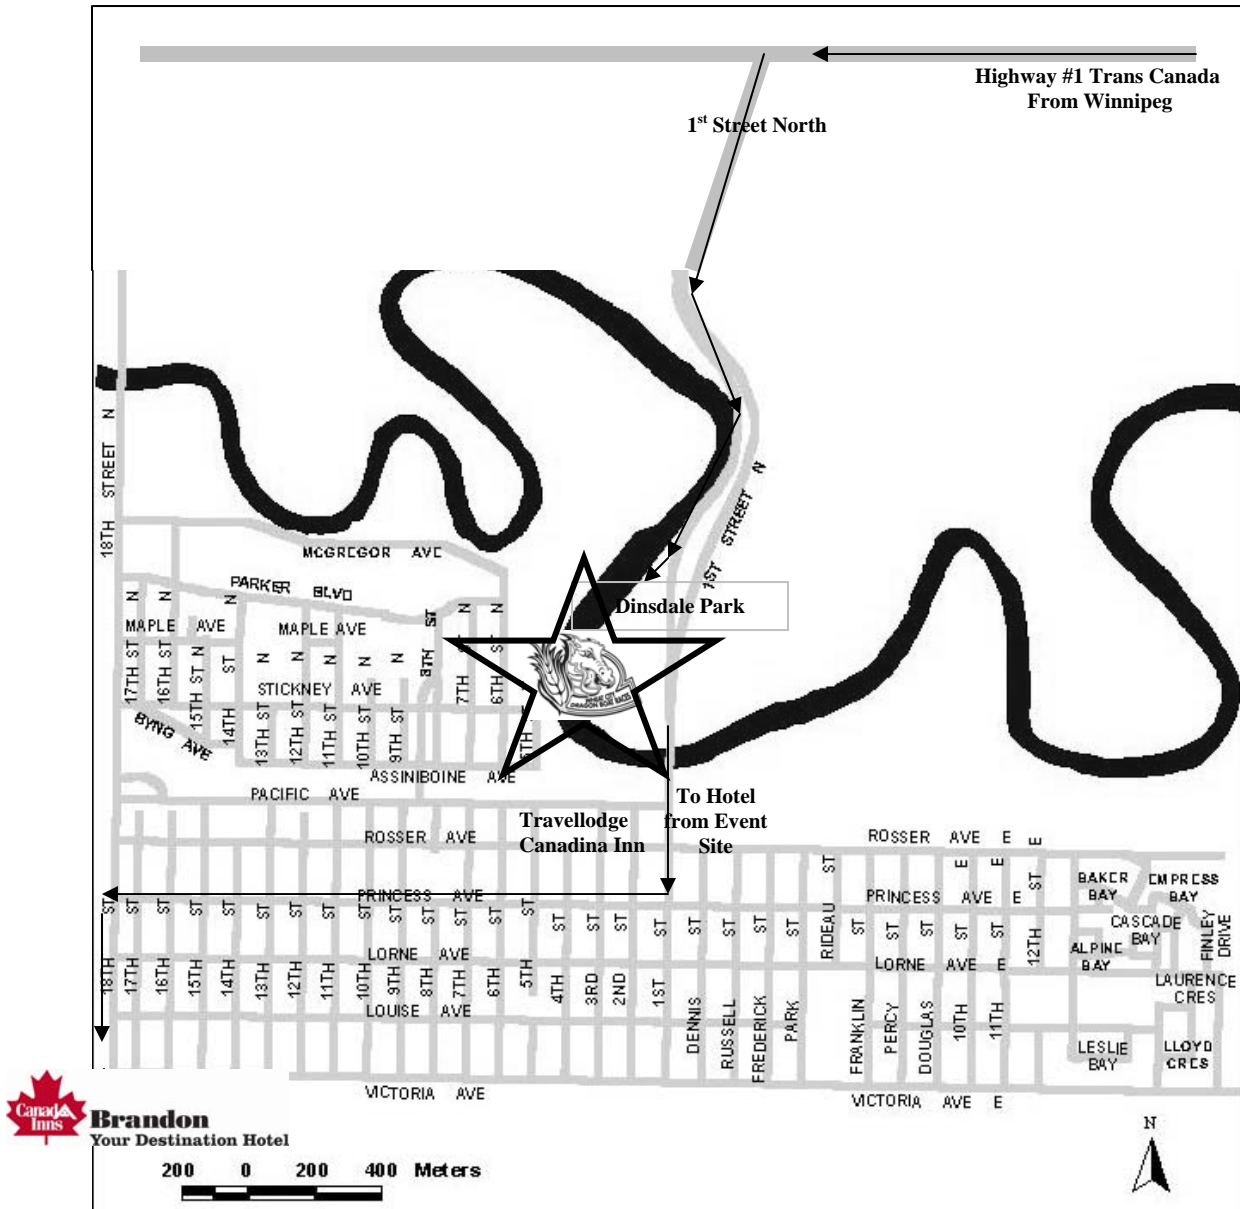 Highway #1 Trans Canada
From Winnipeg
1st Street North
18TH STREET N
1ST STREET N
MCGREGOR AVE
PARKER BLVD
Dinsdale Park
MAPLE AVE
MAPLE AVE
17TH ST N
16TH ST N
15TH ST N
14TH ST N
13TH ST N
12TH ST N
11TH ST N
10TH ST N
9TH ST N
8TH ST
7TH ST N
6TH ST N
5TH
STICKNEY AVE
BYNG AVE
DRAGON BOAT RACES
ASSINIBOINE AVE
PACIFIC AVE
To Hotel
from Event
Site
Travellodge
Canadina Inn
ROSSER AVE
ROSSER AVE E
PRINCESS AVE
PRINCESS AVE E
BAKER
BAY
EMPRESS
BAY
CASCADE
BAY
ALPINE
BAY
FINLEY
DRIVE
LAURENCE
CRES
LORNE AVE
LORNE AVE E
18TH ST
17TH ST
16TH ST
15TH ST
14TH ST
13TH ST
12TH ST
11TH ST
10TH ST
9TH ST
8TH ST
7TH ST
6TH ST
5TH ST
4TH ST
3RD ST
2ND ST
1ST ST
DENNIS ST
RUSSELL ST
FREDERICK ST
PARK ST
RIDEAU ST
FRANKLIN ST
PERCY ST
DOUGLAS ST
10TH ST E
11TH ST E
12TH ST E
LOUISE AVE
LESLIE
BAY
LLOYD
CRES
VICTORIA AVE
VICTORIA AVE E
Canad
Inns
Brandon
Your Destination Hotel
N
200 0 200 400 Meters